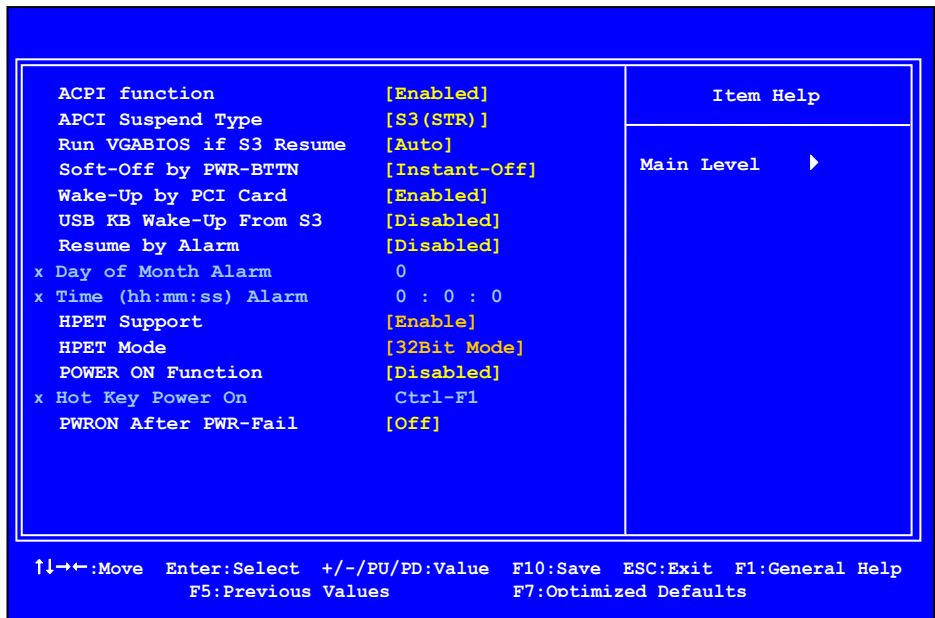 ACPI function [Enabled]
APCI Suspend Type [S3(STR)]
Run VGABIOS if S3 Resume [Auto]
Soft-Off by PWR-BTTN [Instant-Off]
Wake-Up by PCI Card [Enabled]
USB KB Wake-Up From S3 [Disabled]
Resume by Alarm [Disabled]
x Day of Month Alarm 0
x Time (hh:mm:ss) Alarm 0 : 0 : 0
HPET Support [Enable]
HPET Mode [32Bit Mode]
POWER ON Function [Disabled]
x Hot Key Power On Ctrl-F1
PWRON After PWR-Fail [Off]
Item Help
Main Level
↑↓→←:Move Enter:Select +/-/PU/PD:Value F10:Save ESC:Exit F1:General Help
F5:Previous Values F7:Optimized Defaults